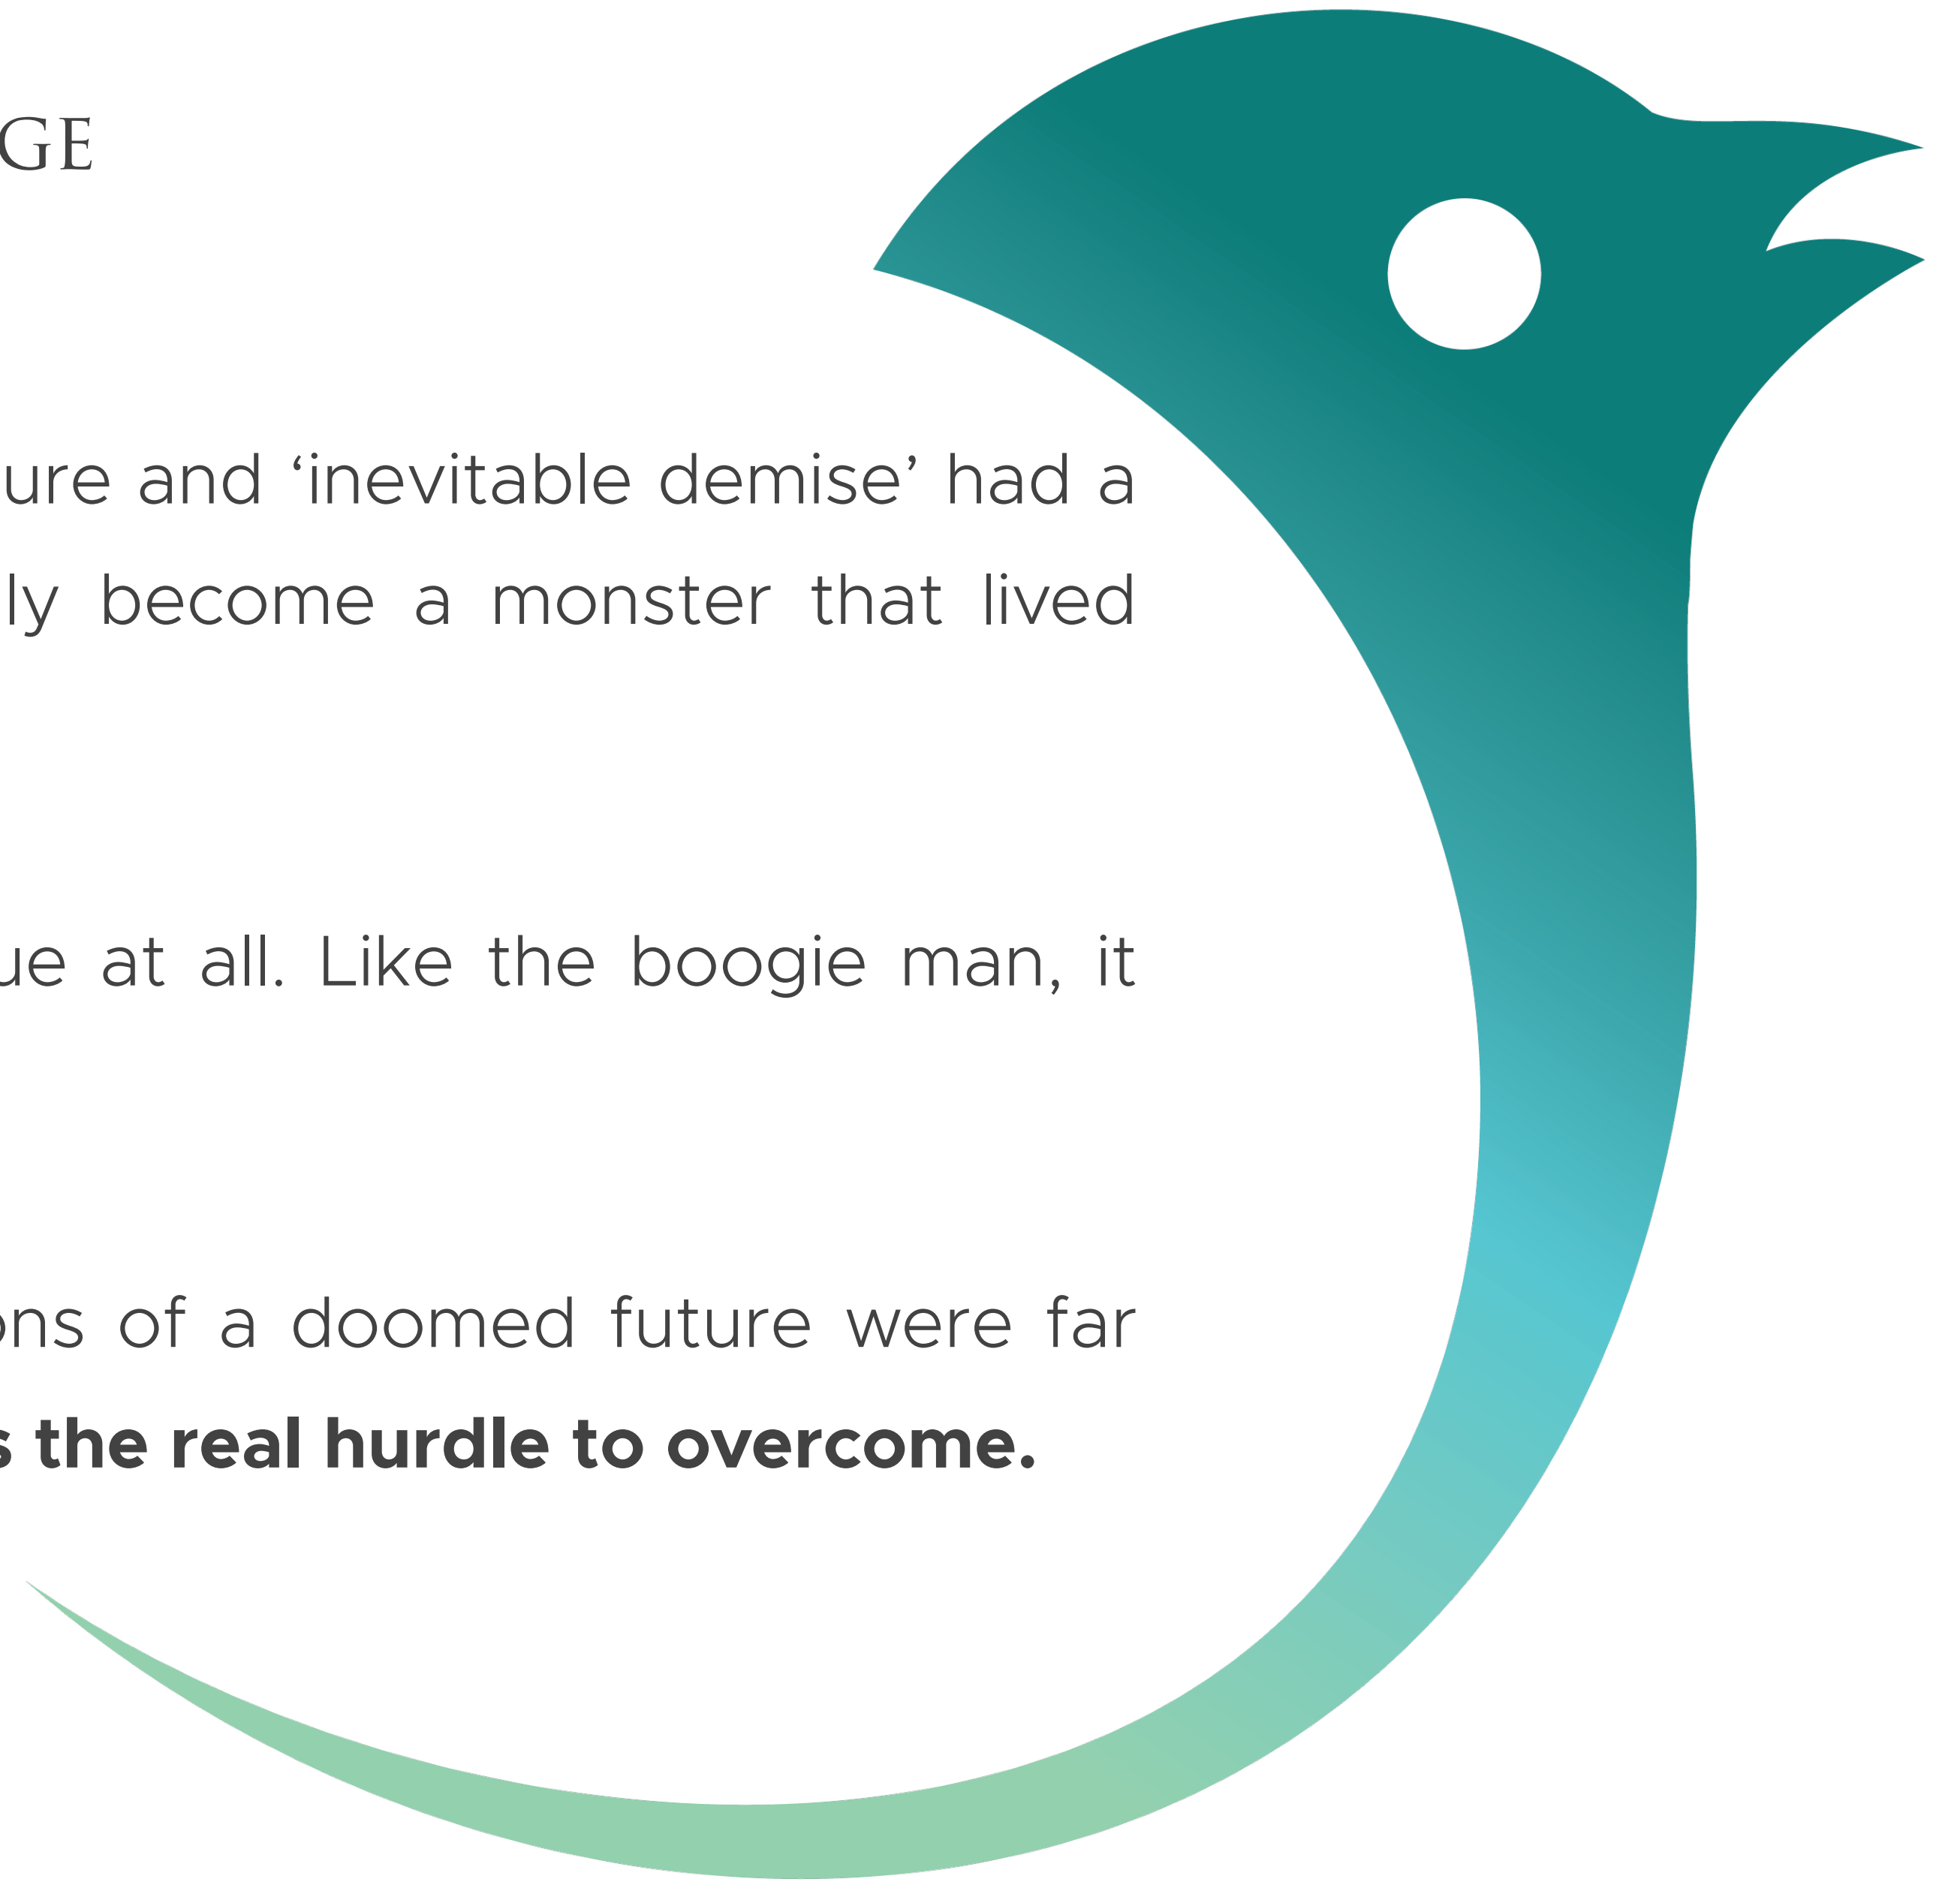 GE
ure and ‘inevitable demise’ had a
ly become a monster that lived
ue at all. Like the boogie man, it
ns of a doomed future were far
s the real hurdle to overcome.